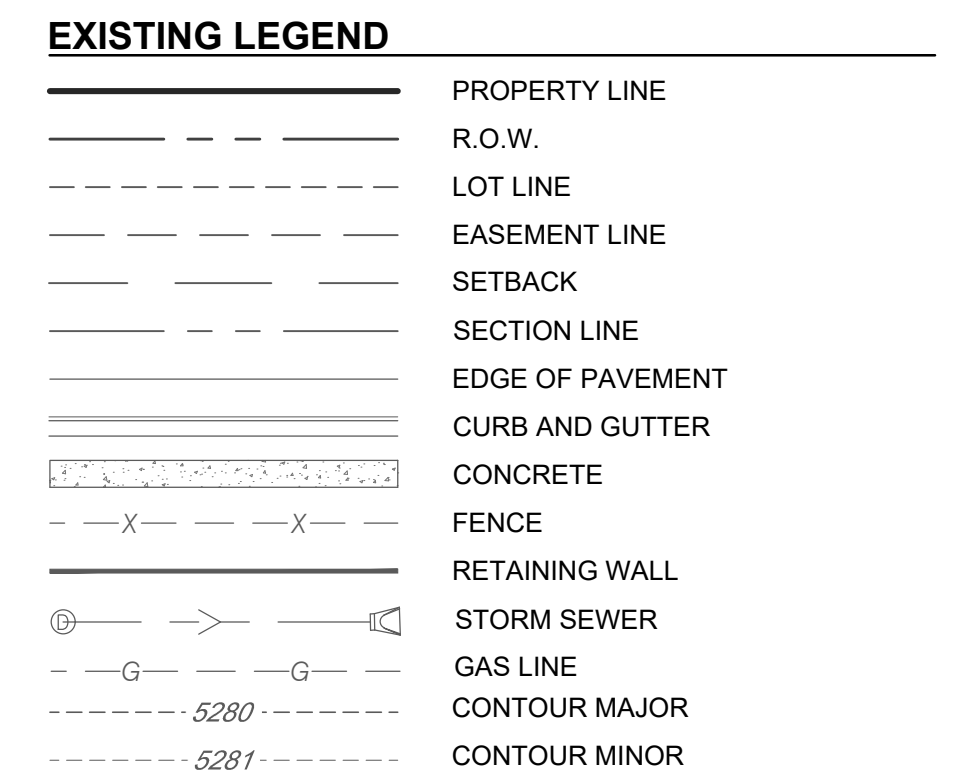 EXISTING LEGEND
PROPERTY LINE
R.O.W.
LOT LINE
EASEMENT LINE
SETBACK
SECTION LINE
EDGE OF PAVEMENT
CURB AND GUTTER
CONCRETE
X X FENCE
RETAINING WALL
D STORM SEWER
G G GAS LINE
5280 CONTOUR MAJOR
5281 CONTOUR MINOR